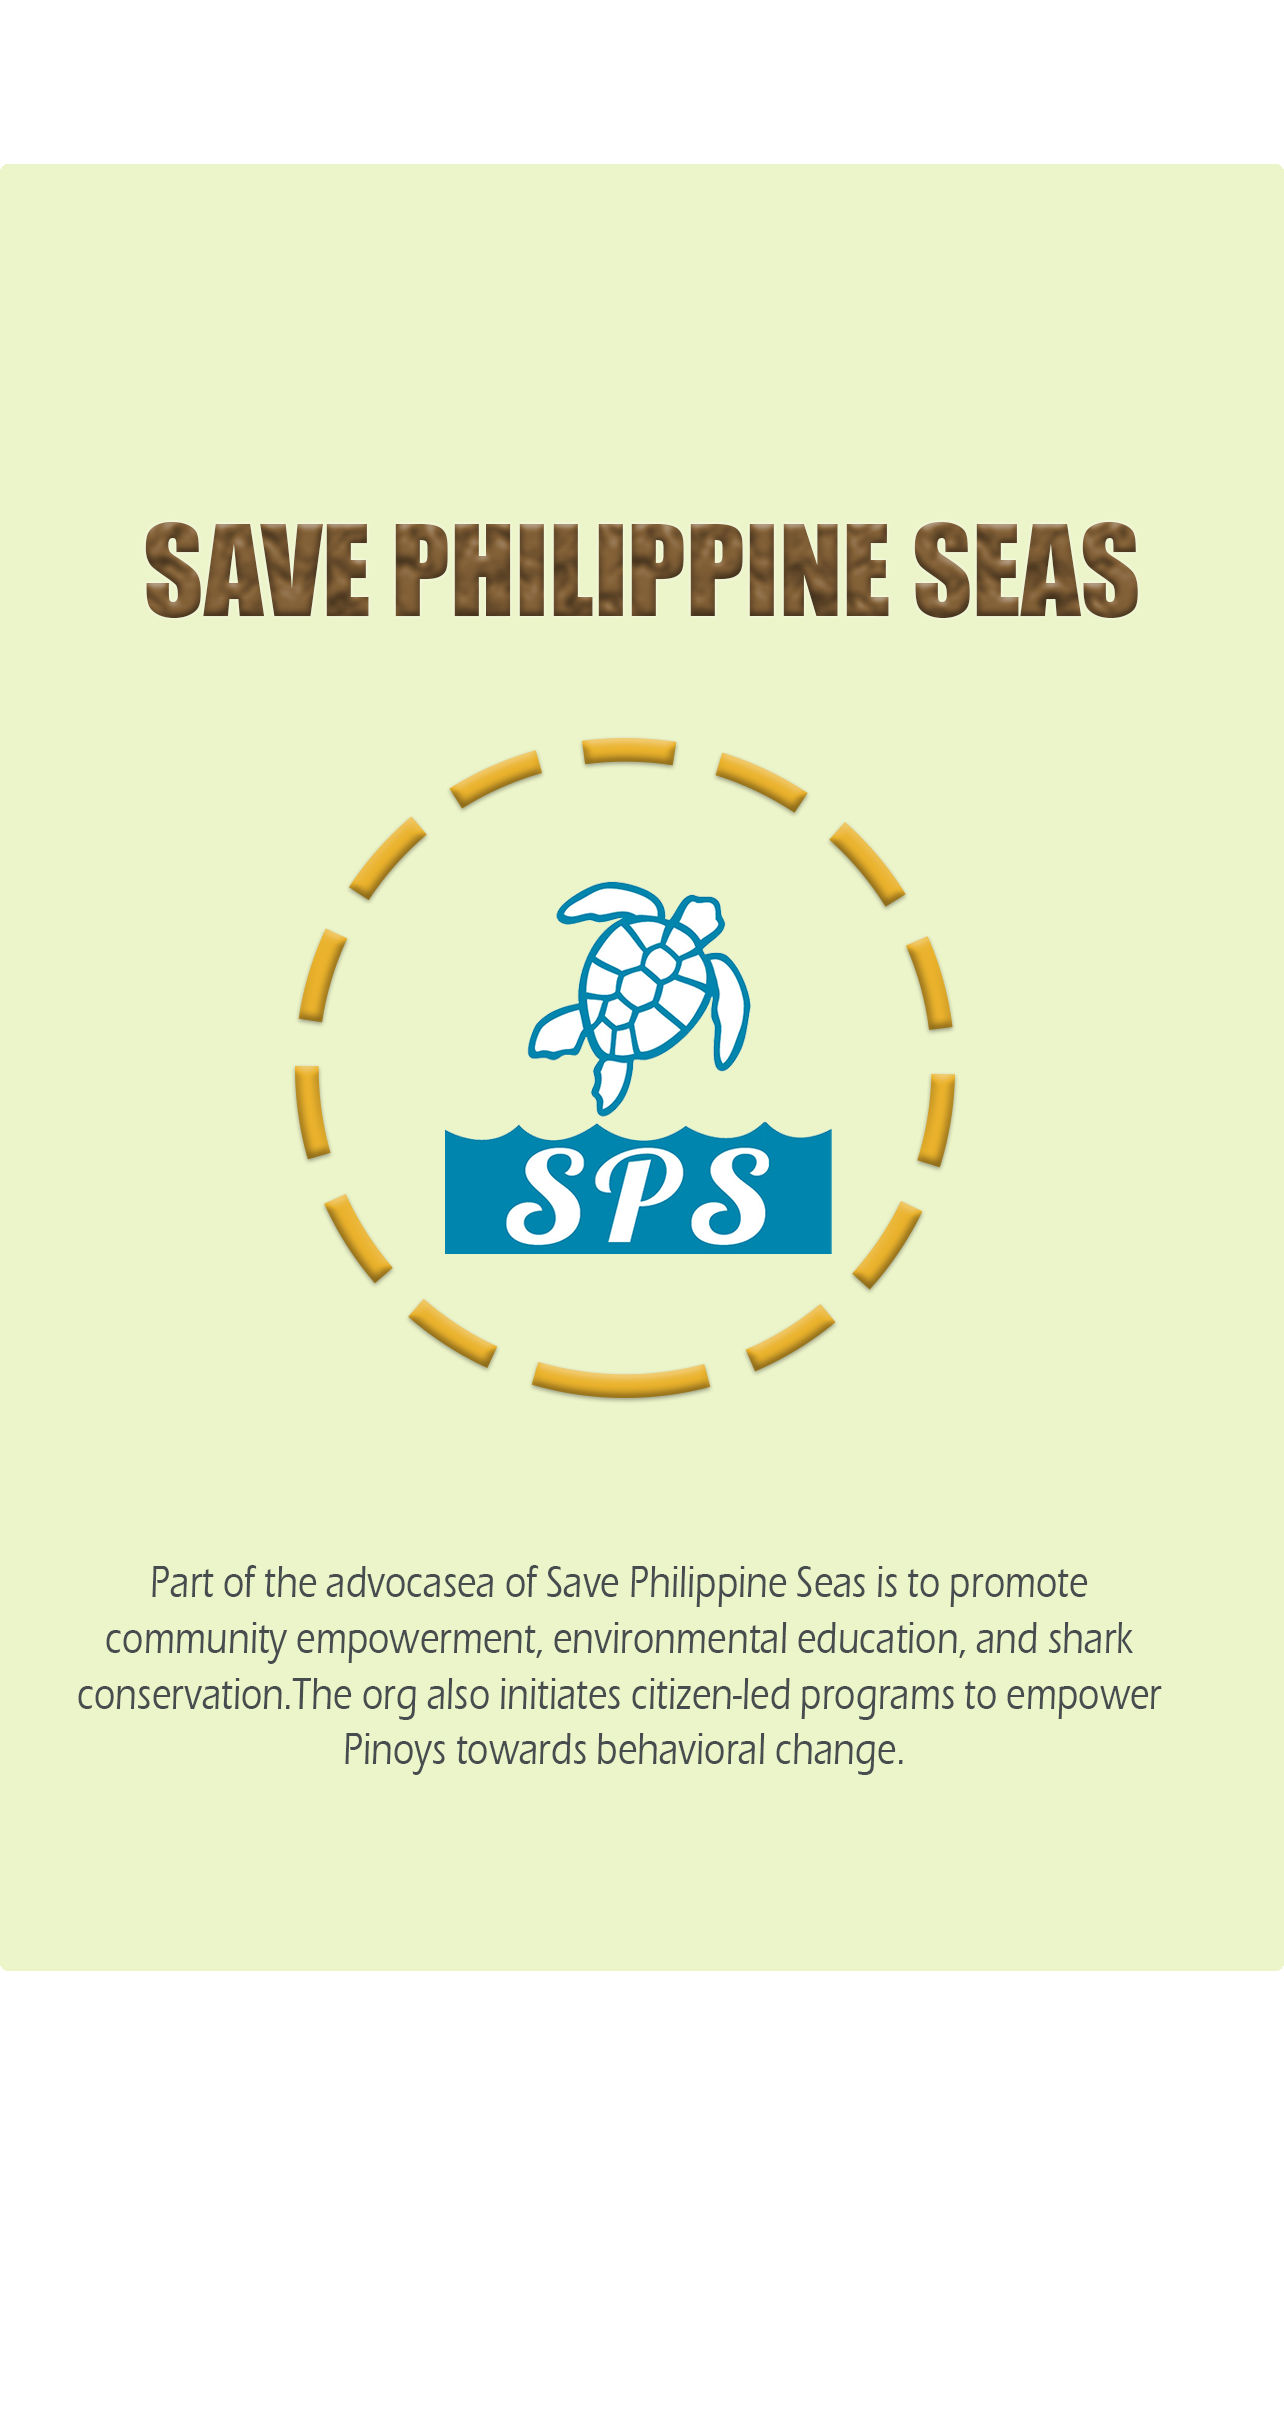 SAVE PHILIPPINE SEAS
SPS
Part of the advocasea of Save Philippine Seas is to promote
community empowerment, environmental education, and shark
conservation.The org also initiates citizen-led programs to empower
Pinoys towards behavioral change.